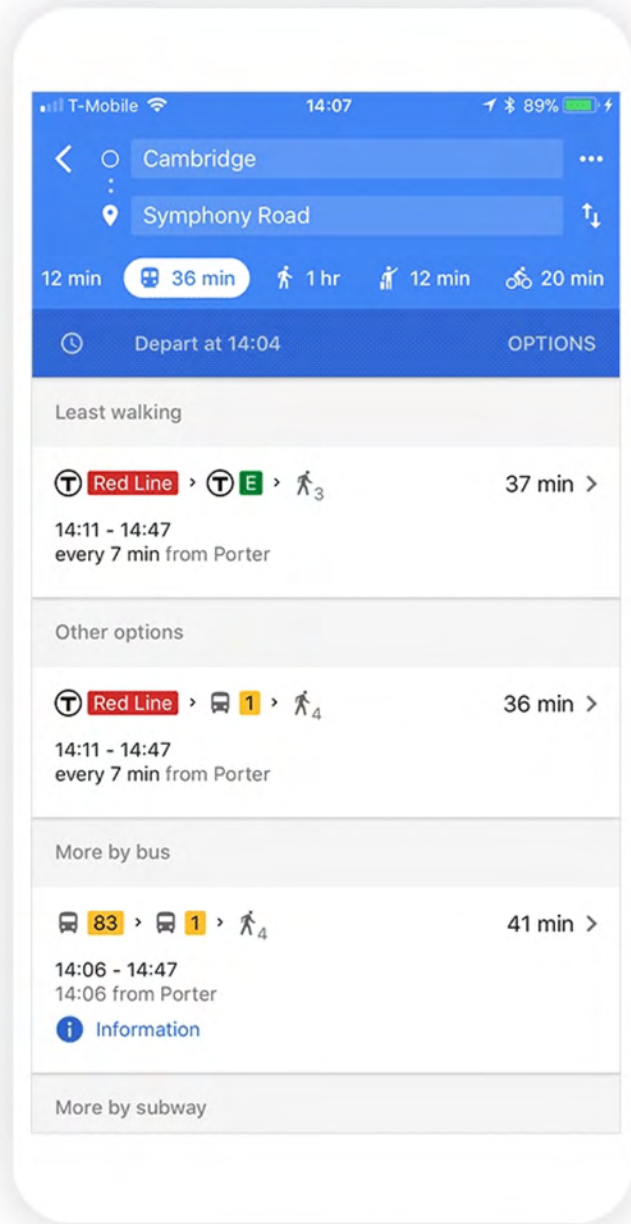 T-Mobile 14:07 89%
Cambridge
Symphony Road
12 min 36 min 1 hr 12 min 20 min
Depart at 14:04 OPTIONS
Least walking
T Red Line > T E > 3 37 min >
14:11 - 14:47
every 7 min from Porter
Other options
T Red Line > 1 > 4 36 min >
14:11 - 14:47
every 7 min from Porter
More by bus
83 > 1 > 4 41 min >
14:06 - 14:47
14:06 from Porter
i Information
More by subway